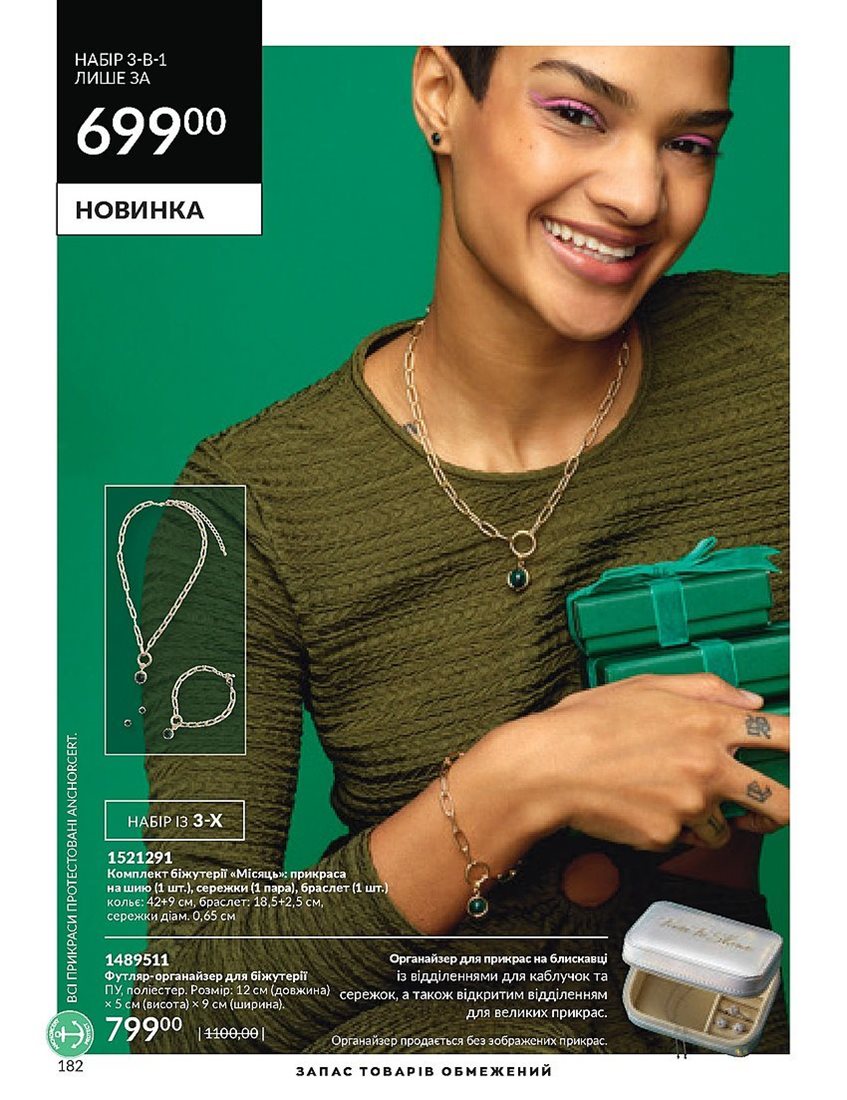 НАБІР 3-В-1
ЛИШЕ ЗА
699⁰⁰
НОВИНКА
НАБІР ІЗ 3-Х
1521291
Комплект біжутерії «Місяць»: прикраса
на шию (1 шт.), сережки (1 пара), браслет (1 шт.)
кольє: 42+9 см, браслет: 18,5+2,5 см,
сережки діам. 0,65 см
1489511
Футляр-органайзер для біжутерії
ПУ, поліестер. Розмір: 12 см (довжина)
× 5 см (висота) × 9 см (ширина).
799⁰⁰ | 1100,00 |
Органайзер для прикрас на блискавці
із відділеннями для каблучок та
сережок, а також відкритим відділенням
для великих прикрас.
Органайзер продається без зображених прикрас.
ВСІ ПРИКРАСИ ПРОТЕСТОВАНІ ANCHORCERT.
182
ЗАПАС ТОВАРІВ ОБМЕЖЕНИЙ